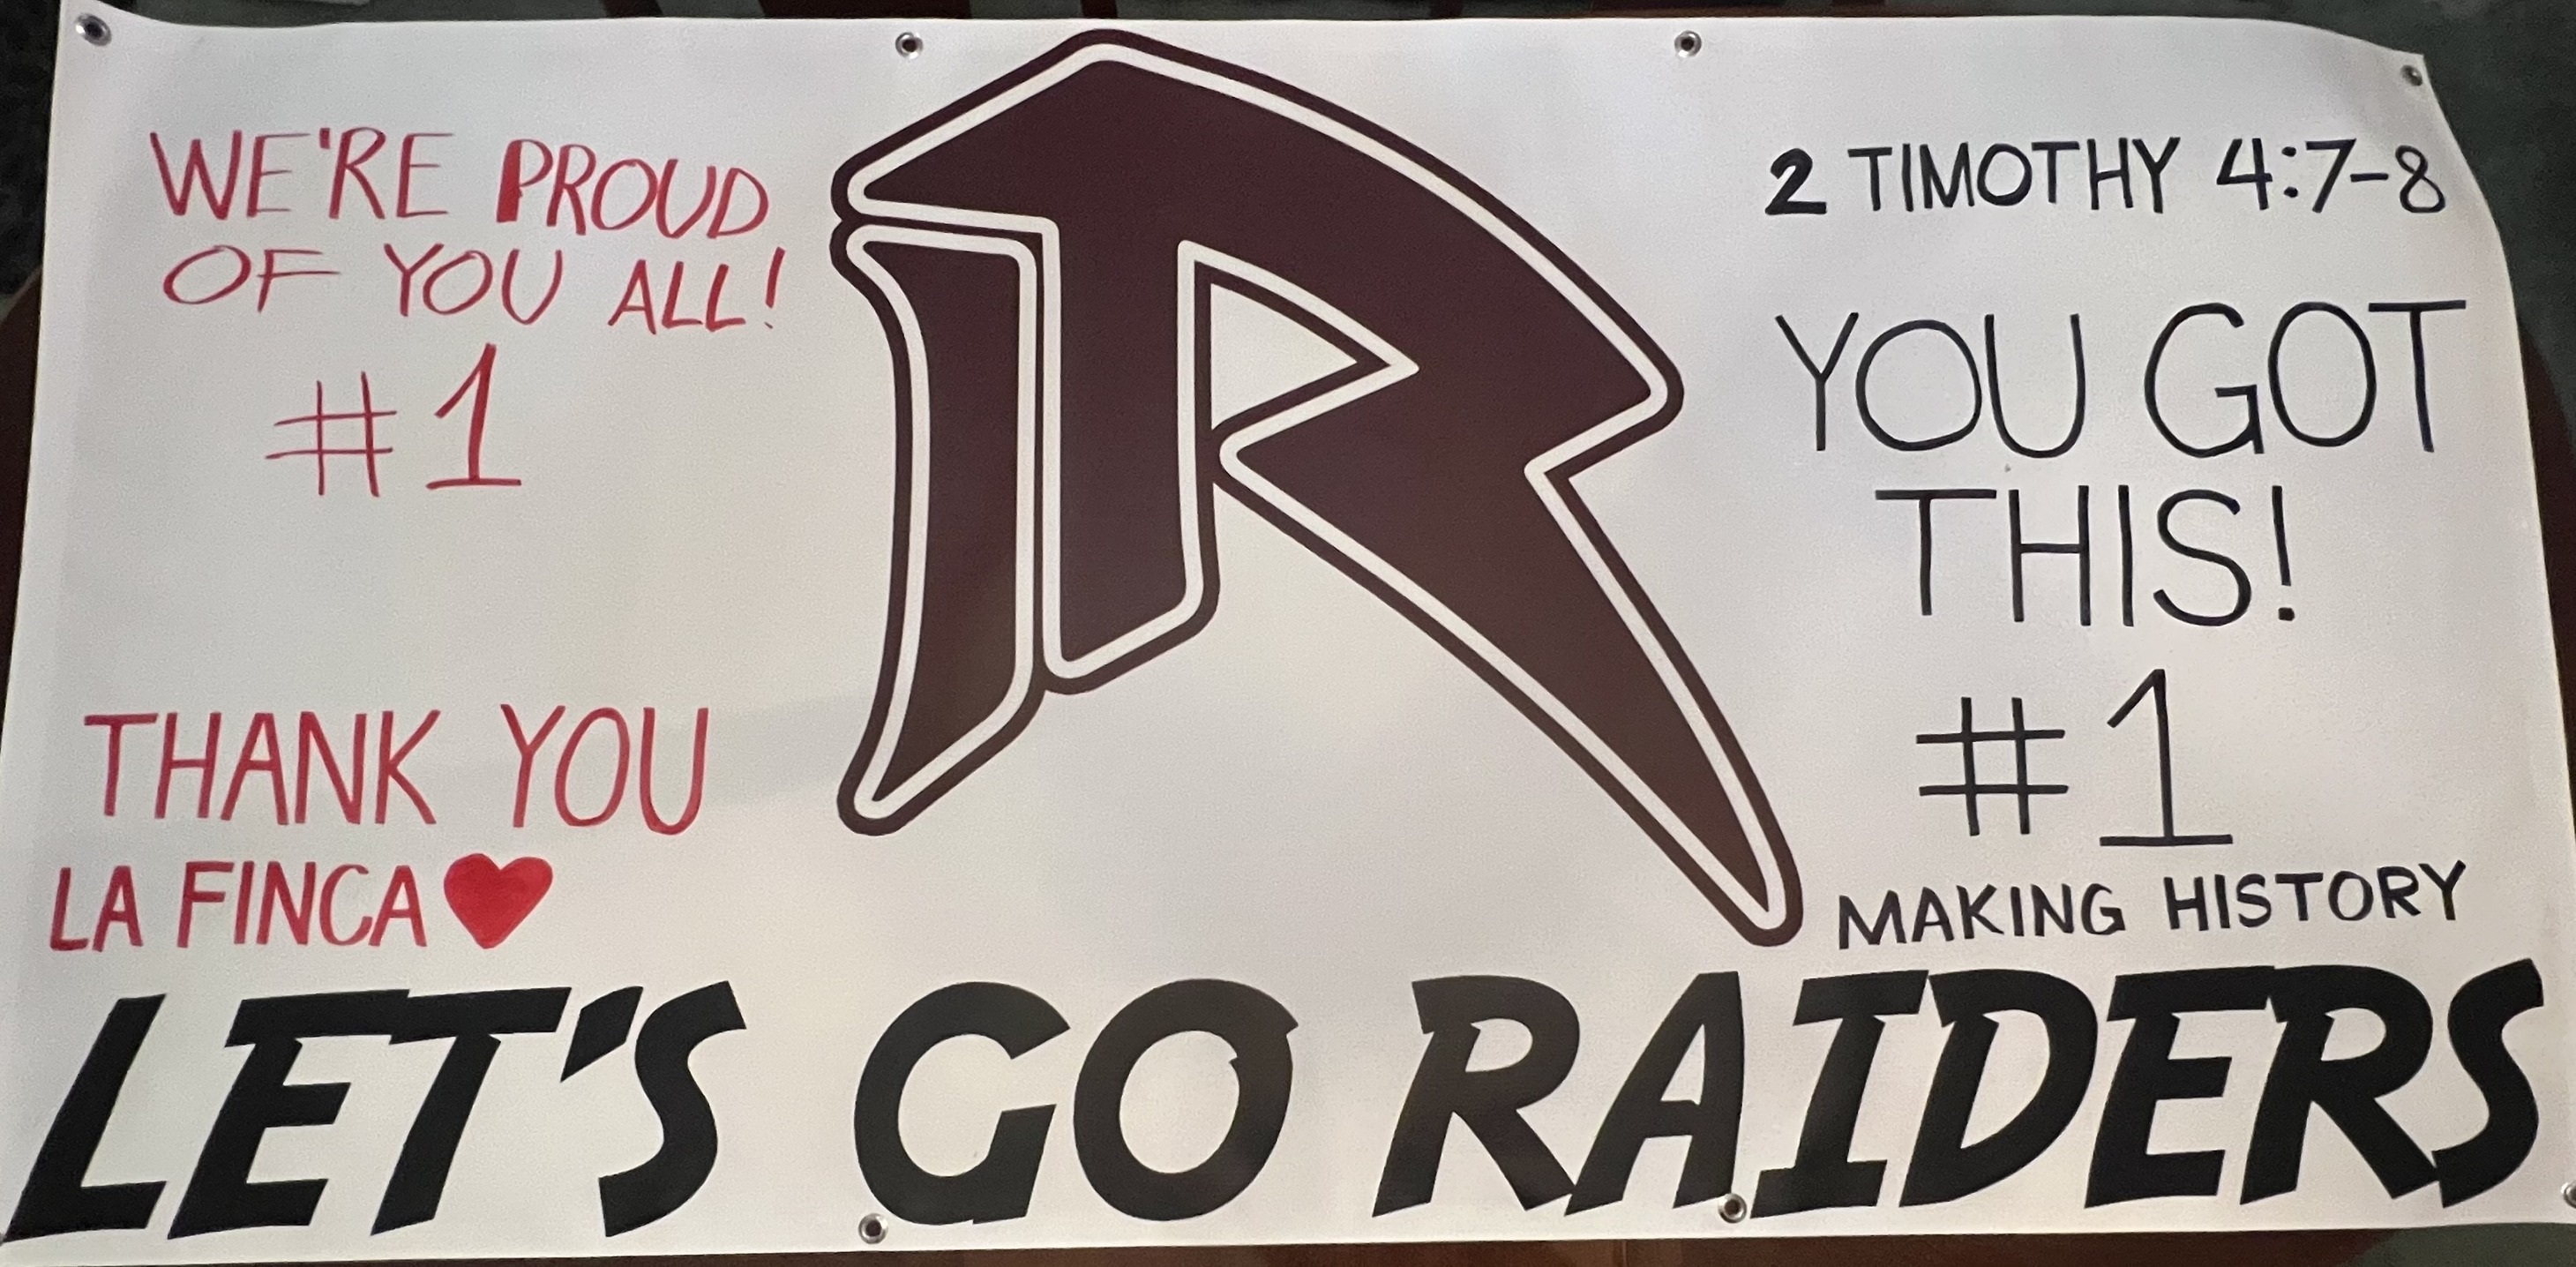 WE'RE PROUD
OF YOU ALL!
#1
THANK YOU
LA FINCA
R
2 TIMOTHY 4:7-8
YOU GOT
THIS!
#1
MAKING HISTORY
LET'S GO RAIDERS